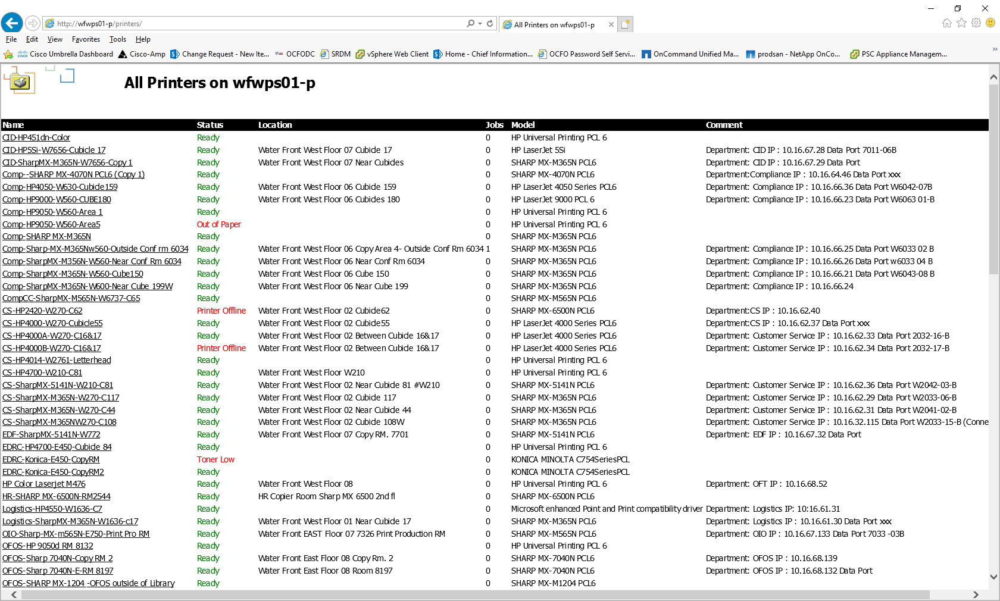 http://wfwps01-p/printers/
All Printers on wfwps01-p
File Edit View Favorites Tools Help
Cisco Umbrella Dashboard Cisco-Amp Change Request - New Ite... OCFODC SRDM vSphere Web Client Home - Chief Information... OCFO Password Self Servi... OnCommand Unified Ma... prodsan - NetApp OnCo... PSC Appliance Managem...
All Printers on wfwps01-p
Name Status Location Jobs Model Comment
CID-HP451dn-Color Ready 0 HP Universal Printing PCL 6
CID-HP5Si-W7656-Cubicle 17 Ready Water Front West Floor 07 Cubicle 17 0 HP LaserJet 5Si Department: CID IP : 10.16.67.28 Data Port 7011-06B
CID-SharpMX-M365N-W7656-Copy1 Ready Water Front West Floor 07 Near Cubicles 0 SHARP MX-M365N PCL6 Department: CID IP : 10.16.67.29 Data Port
Comp--SHARP MX-4070N PCL6 (Copy 1) Ready 0 SHARP MX-4070N PCL6 Department:Compliance IP : 10.16.64.46 Data Port xxx
Comp-HP4050-W630-Cubicle159 Ready Water Front West Floor 06 Cubicle 159 0 HP LaserJet 4050 Series PCL6 Department: Compliance IP : 10.16.66.36 Data Port W6042-07B
Comp-HP9000-W560-CUBE180 Ready Water Front West Floor 06 Cubicles 180 0 HP LaserJet 9000 PCL 6 Department: Compliance IP : 10.16.66.23 Data Port W6063 01-B
Comp-HP9050-W560-Area 1 Ready 0 HP Universal Printing PCL 6
Comp-HP9050-W560-Area5 Out of Paper 0 HP Universal Printing PCL 6
Comp-SHARP MX-M365N Ready 0 SHARP MX-M365N PCL6
Comp-Sharp-MX-M365Nw560-Outside Conf rm 6034 Ready Water Front West Floor 06 Copy Area 4- Outside Conf Rm 6034 1 SHARP MX-M365N PCL6 Department: Compliance IP : 10.16.66.25 Data Port W6033 02 B
Comp-SharpMX-M356N-W560-Near Conf Rm 6034 Ready Water Front West Floor 06 Near Conf Rm 6034 0 SHARP MX-M365N PCL6 Department: Compliance IP : 10.16.66.26 Data Port w6033 04 B
Comp-SharpMX-M365N-W560-Cube150 Ready Water Front West Floor 06 Cube 150 0 SHARP MX-M365N PCL6 Department: Compliance IP : 10.16.66.21 Data Port W6043-08 B
Comp-SharpMX-M365N-W600-Near Cube 199W Ready Water Front West Floor 06 Near Cube 199 0 SHARP MX-M365N PCL6 Department: Compliance IP : 10.16.66.24
CompCC-SharpMX-M565N-W6737-C65 Ready 0 SHARP MX-M565N PCL6
CS-HP2420-W270-C62 Printer Offline Water Front West Floor 02 Cubicle62 0 SHARP MX-6500N PCL6 Department:CS IP : 10.16.62.40
CS-HP4000-W270-Cubicle55 Ready Water Front West Floor 02 Cubicle55 0 HP LaserJet 4000 Series PCL6 Department:CS IP : 10.16.62.37 Data Port xxx
CS-HP4000A-W270-C16&17 Ready Water Front West Floor 02 Between Cubicle 16&17 0 HP LaserJet 4000 Series PCL6 Department: Customer Service IP : 10.16.62.33 Data Port 2032-16-B
CS-HP4000B-W270-C16&17 Printer Offline Water Front West Floor 02 Between Cubicle 16&17 0 HP LaserJet 4000 Series PCL6 Department: Customer Service IP : 10.16.62.34 Data Port 2032-17-B
CS-HP4014-W2761-Letterhead Ready 0 HP Universal Printing PCL 6
CS-HP4700-W210-C81 Ready Water Front West Floor W210 0 HP Universal Printing PCL 6
CS-SharpMX-5141N-W210-C81 Ready Water Front West Floor 02 Near Cubicle 81 #W210 0 SHARP MX-5141N PCL6 Department: Customer Service IP : 10.16.62.36 Data Port W2042-03-B
CS-SharpMX-M365N-W270-C117 Ready Water Front West Floor 02 Cubicle 117 0 SHARP MX-M365N PCL6 Department: Customer Service IP : 10.16.62.29 Data Port W2033-06-B
CS-SharpMX-M365N-W270-C44 Ready Water Front West Floor 02 Near Cubicle 44 0 SHARP MX-M365N PCL6 Department: Customer Service IP : 10.16.62.31 Data Port W2041-02-B
CS-SharpMX-M365NW270-C108 Ready Water Front West Floor 02 Cubicle 108W 0 SHARP MX-M365N PCL6 Department: Customer Service IP : 10.16.32.115 Data Port W2033-15-B (Conne
EDF-SharpMX-5141N-W772 Ready Water Front West Floor 07 Copy RM. 7701 0 SHARP MX-5141N PCL6 Department: EDF IP : 10.16.67.32 Data Port
EDRC-HP4700-E450-Cubicle 84 Ready 0 HP Universal Printing PCL 6
EDRC-Konica-E450-CopyRM Toner Low 0 KONICA MINOLTA C754SeriesPCL
EDRC-Konica-E450-CopyRM2 Ready 0 KONICA MINOLTA C754SeriesPCL
HP Color Laserjet M476 Ready Water Front West Floor 08 0 HP Universal Printing PCL 6 Department: OFT IP : 10.16.68.52
HR-SHARP MX-6500N-RM2544 Ready HR Copier Room Sharp MX 6500 2nd fl 0 SHARP MX-6500N PCL6
Logistics-HP4550-W1636-C7 Ready 0 Microsoft enhanced Point and Print compatibility driver Department: Logistics IP: 10:16.61.31
Logistics-SharpMX-M365N-W1636-c17 Ready Water Front West Floor 01 Near Cubicle 17 0 SHARP MX-M365N PCL6 Department: Logistics IP : 10.16.61.30 Data Port xxx
OIO-Sharp-MX-m565N-E750-Print Pro RM Ready Water Front EAST Floor 07 7326 Print Production RM 0 SHARP MX-M565N PCL6 Department: OIO IP : 10.16.67.133 Data Port 7033 -03B
OFOS-HP 9050d RM 8132 Ready 0 HP Universal Printing PCL 6
OFOS-Sharp 7040N-Copy RM 2 Ready Water Front East Floor 08 Copy Rm. 2 0 SHARP MX-7040N PCL6 Department: OFOS IP : 10.16.68.139
OFOS-Sharp 7040N-E-RM 8197 Ready Water Front East Floor 08 Room 8197 0 SHARP MX-7040N PCL6 Department: OFOS IP : 10.16.68.132 Data Port
OFOS-SHARP MX-1204 -OFOS outside of Library Ready 0 SHARP MX-M1204 PCL6